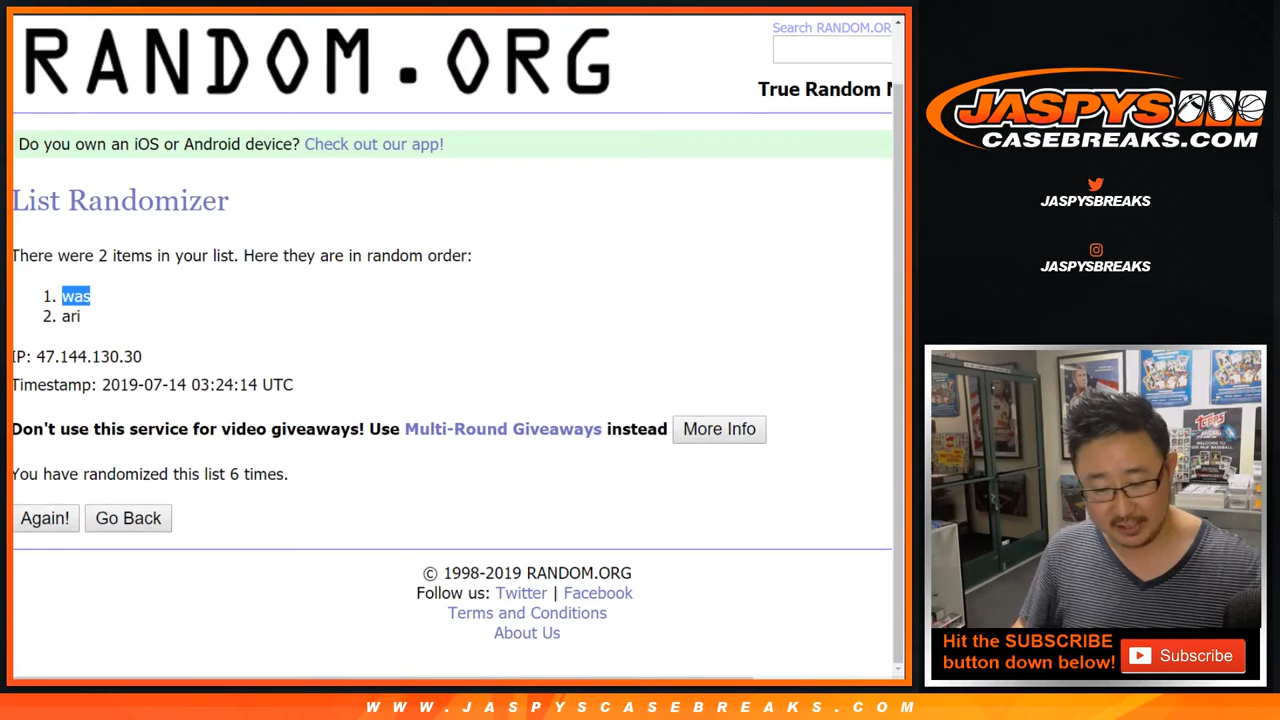 RANDOM.ORG
Search RANDOM.OR
True Random N
Do you own an iOS or Android device? Check out our app!
List Randomizer
There were 2 items in your list. Here they are in random order:
1. was
2. ari
IP: 47.144.130.30
Timestamp: 2019-07-14 03:24:14 UTC
Don't use this service for video giveaways! Use Multi-Round Giveaways instead More Info
You have randomized this list 6 times.
Again! Go Back
© 1998-2019 RANDOM.ORG
Follow us: Twitter | Facebook
Terms and Conditions
About Us
JASPYS
CASEBREAKS.COM
JASPYSBREAKS
JASPYSBREAKS
TOPPS
Hit the SUBSCRIBE
button down below!
Subscribe
WWW.JASPYSCASEBREAKS.COM